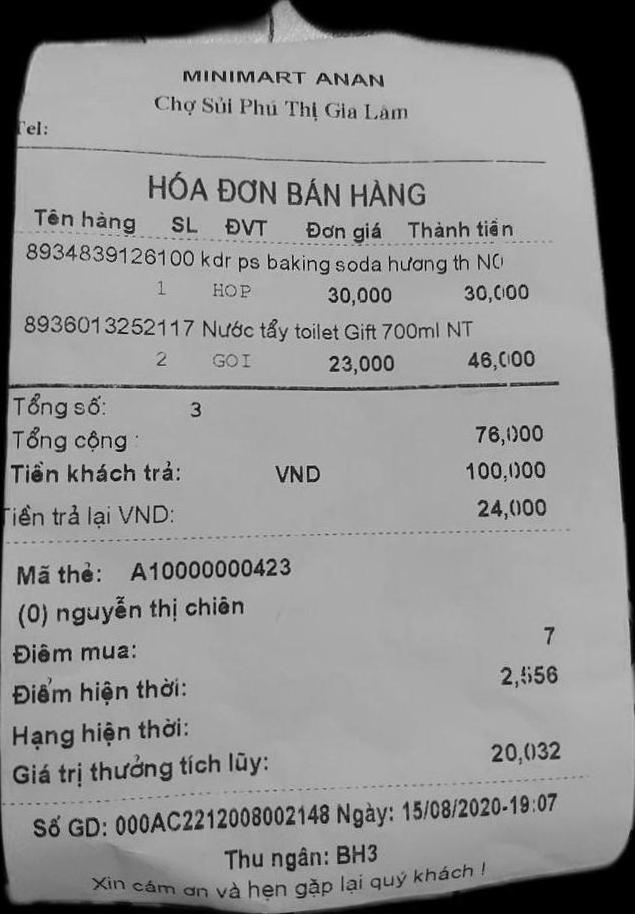 MINIMART ANAN
Chợ Sủi Phú Thị Gia Lâm
Tel:
HÓA ĐƠN BÁN HÀNG
Tên hàng SL ĐVT Đơn giá Thành tiền
8934839126100 kdr ps baking soda hương th NO
1 HOP 30,000 30,000
8936013252117 Nước tẩy toilet Gift 700ml NT
2 GOI 23,000 46,000
Tổng số: 3
Tổng cộng : 76,000
Tiền khách trả: VND 100,000
Tiền trả lại VND: 24,000
Mã thẻ: A10000000423
(0) nguyễn thị chiên
Điểm mua: 7
Điểm hiện thời: 2,556
Hạng hiện thời:
Giá trị thưởng tích lũy: 20,032
Số GD: 000AC2212008002148 Ngày: 15/08/2020-19:07
Thu ngân: BH3
Xin cám ơn và hẹn gặp lại quý khách !